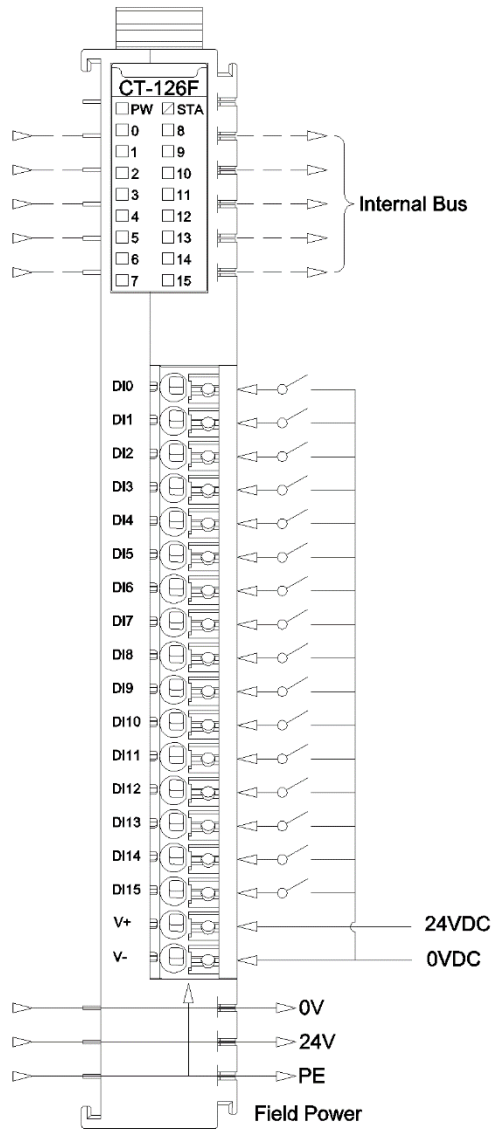 CT-126F
PW STA
0 8
1 9
2 10
3 11
4 12
5 13
6 14
7 15
Internal Bus
DI0
DI1
DI2
DI3
DI4
DI5
DI6
DI7
DI8
DI9
DI10
DI11
DI12
DI13
DI14
DI15
V+ 24VDC
V- 0VDC
0V
24V
PE
Field Power